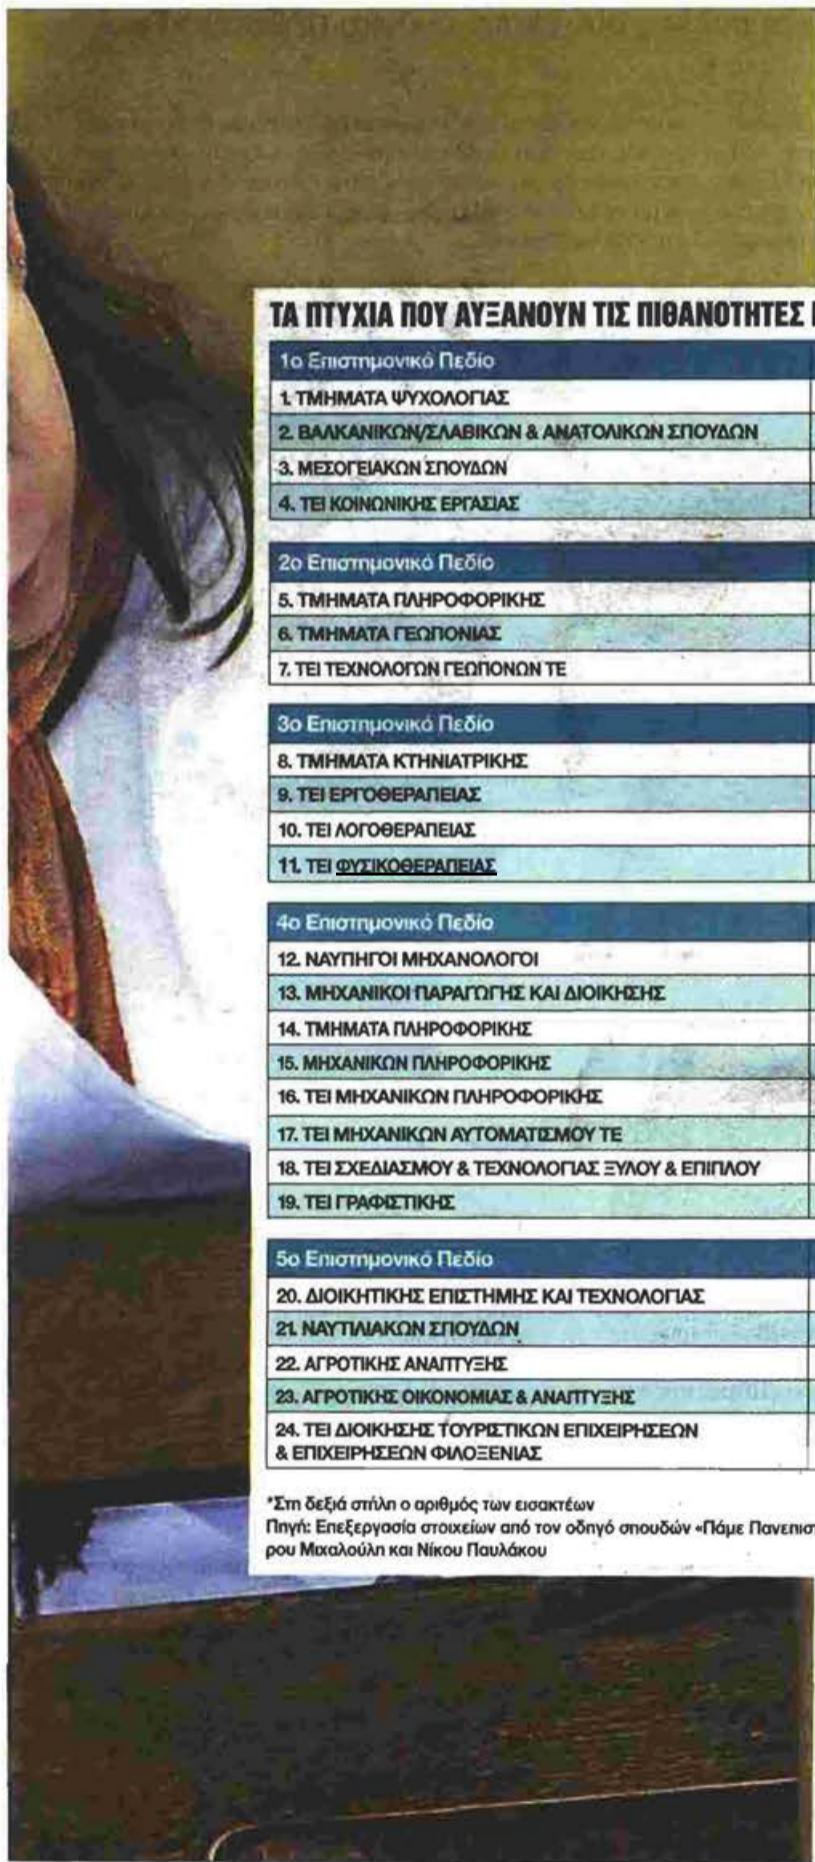 ΤΑ ΠΤΥΧΙΑ ΠΟΥ ΑΥΞΑΝΟΥΝ ΤΙΣ ΠΙΘΑΝΟΤΗΤΕΣ
1ο Επιστημονικό Πεδίο
1. ΤΜΗΜΑΤΑ ΨΥΧΟΛΟΓΙΑΣ
2. ΒΑΛΚΑΝΙΚΩΝ/ΣΛΑΒΙΚΩΝ & ΑΝΑΤΟΛΙΚΩΝ ΣΠΟΥΔΩΝ
3. ΜΕΣΟΓΕΙΑΚΩΝ ΣΠΟΥΔΩΝ
4. ΤΕΙ ΚΟΙΝΩΝΙΚΗΣ ΕΡΓΑΣΙΑΣ
2ο Επιστημονικό Πεδίο
5. ΤΜΗΜΑΤΑ ΠΛΗΡΟΦΟΡΙΚΗΣ
6. ΤΜΗΜΑΤΑ ΓΕΩΠΟΝΙΑΣ
7. ΤΕΙ ΤΕΧΝΟΛΟΓΩΝ ΓΕΩΠΟΝΩΝ ΤΕ
3ο Επιστημονικό Πεδίο
8. ΤΜΗΜΑΤΑ ΚΤΗΝΙΑΤΡΙΚΗΣ
9. ΤΕΙ ΕΡΓΟΘΕΡΑΠΕΙΑΣ
10. ΤΕΙ ΛΟΓΟΘΕΡΑΠΕΙΑΣ
11. ΤΕΙ ΦΥΣΙΚΟΘΕΡΑΠΕΙΑΣ
4ο Επιστημονικό Πεδίο
12. ΝΑΥΠΗΓΟΙ ΜΗΧΑΝΟΛΟΓΟΙ
13. ΜΗΧΑΝΙΚΟΙ ΠΑΡΑΓΩΓΗΣ ΚΑΙ ΔΙΟΙΚΗΣΗΣ
14. ΤΜΗΜΑΤΑ ΠΛΗΡΟΦΟΡΙΚΗΣ
15. ΜΗΧΑΝΙΚΩΝ ΠΛΗΡΟΦΟΡΙΚΗΣ
16. ΤΕΙ ΜΗΧΑΝΙΚΩΝ ΠΛΗΡΟΦΟΡΙΚΗΣ
17. ΤΕΙ ΜΗΧΑΝΙΚΩΝ ΑΥΤΟΜΑΤΙΣΜΟΥ ΤΕ
18. ΤΕΙ ΣΧΕΔΙΑΣΜΟΥ & ΤΕΧΝΟΛΟΓΙΑΣ ΞΥΛΟΥ & ΕΠΙΠΛΟΥ
19. ΤΕΙ ΓΡΑΦΙΣΤΙΚΗΣ
5ο Επιστημονικό Πεδίο
20. ΔΙΟΙΚΗΤΙΚΗΣ ΕΠΙΣΤΗΜΗΣ ΚΑΙ ΤΕΧΝΟΛΟΓΙΑΣ
21. ΝΑΥΤΙΛΙΑΚΩΝ ΣΠΟΥΔΩΝ
22. ΑΓΡΟΤΙΚΗΣ ΑΝΑΠΤΥΞΗΣ
23. ΑΓΡΟΤΙΚΗΣ ΟΙΚΟΝΟΜΙΑΣ & ΑΝΑΠΤΥΞΗΣ
24. ΤΕΙ ΔΙΟΙΚΗΣΗΣ ΤΟΥΡΙΣΤΙΚΩΝ ΕΠΙΧΕΙΡΗΣΕΩΝ
& ΕΠΙΧΕΙΡΗΣΕΩΝ ΦΙΛΟΞΕΝΙΑΣ
*Στη δεξιά στήλη ο αριθμός των εισακτέων
Πηγή: Επεξεργασία στοιχείων από τον οδηγό σπουδών «Πάμε Πανεπισ
ρου Μιχαλούλη και Νίκου Παυλάκου